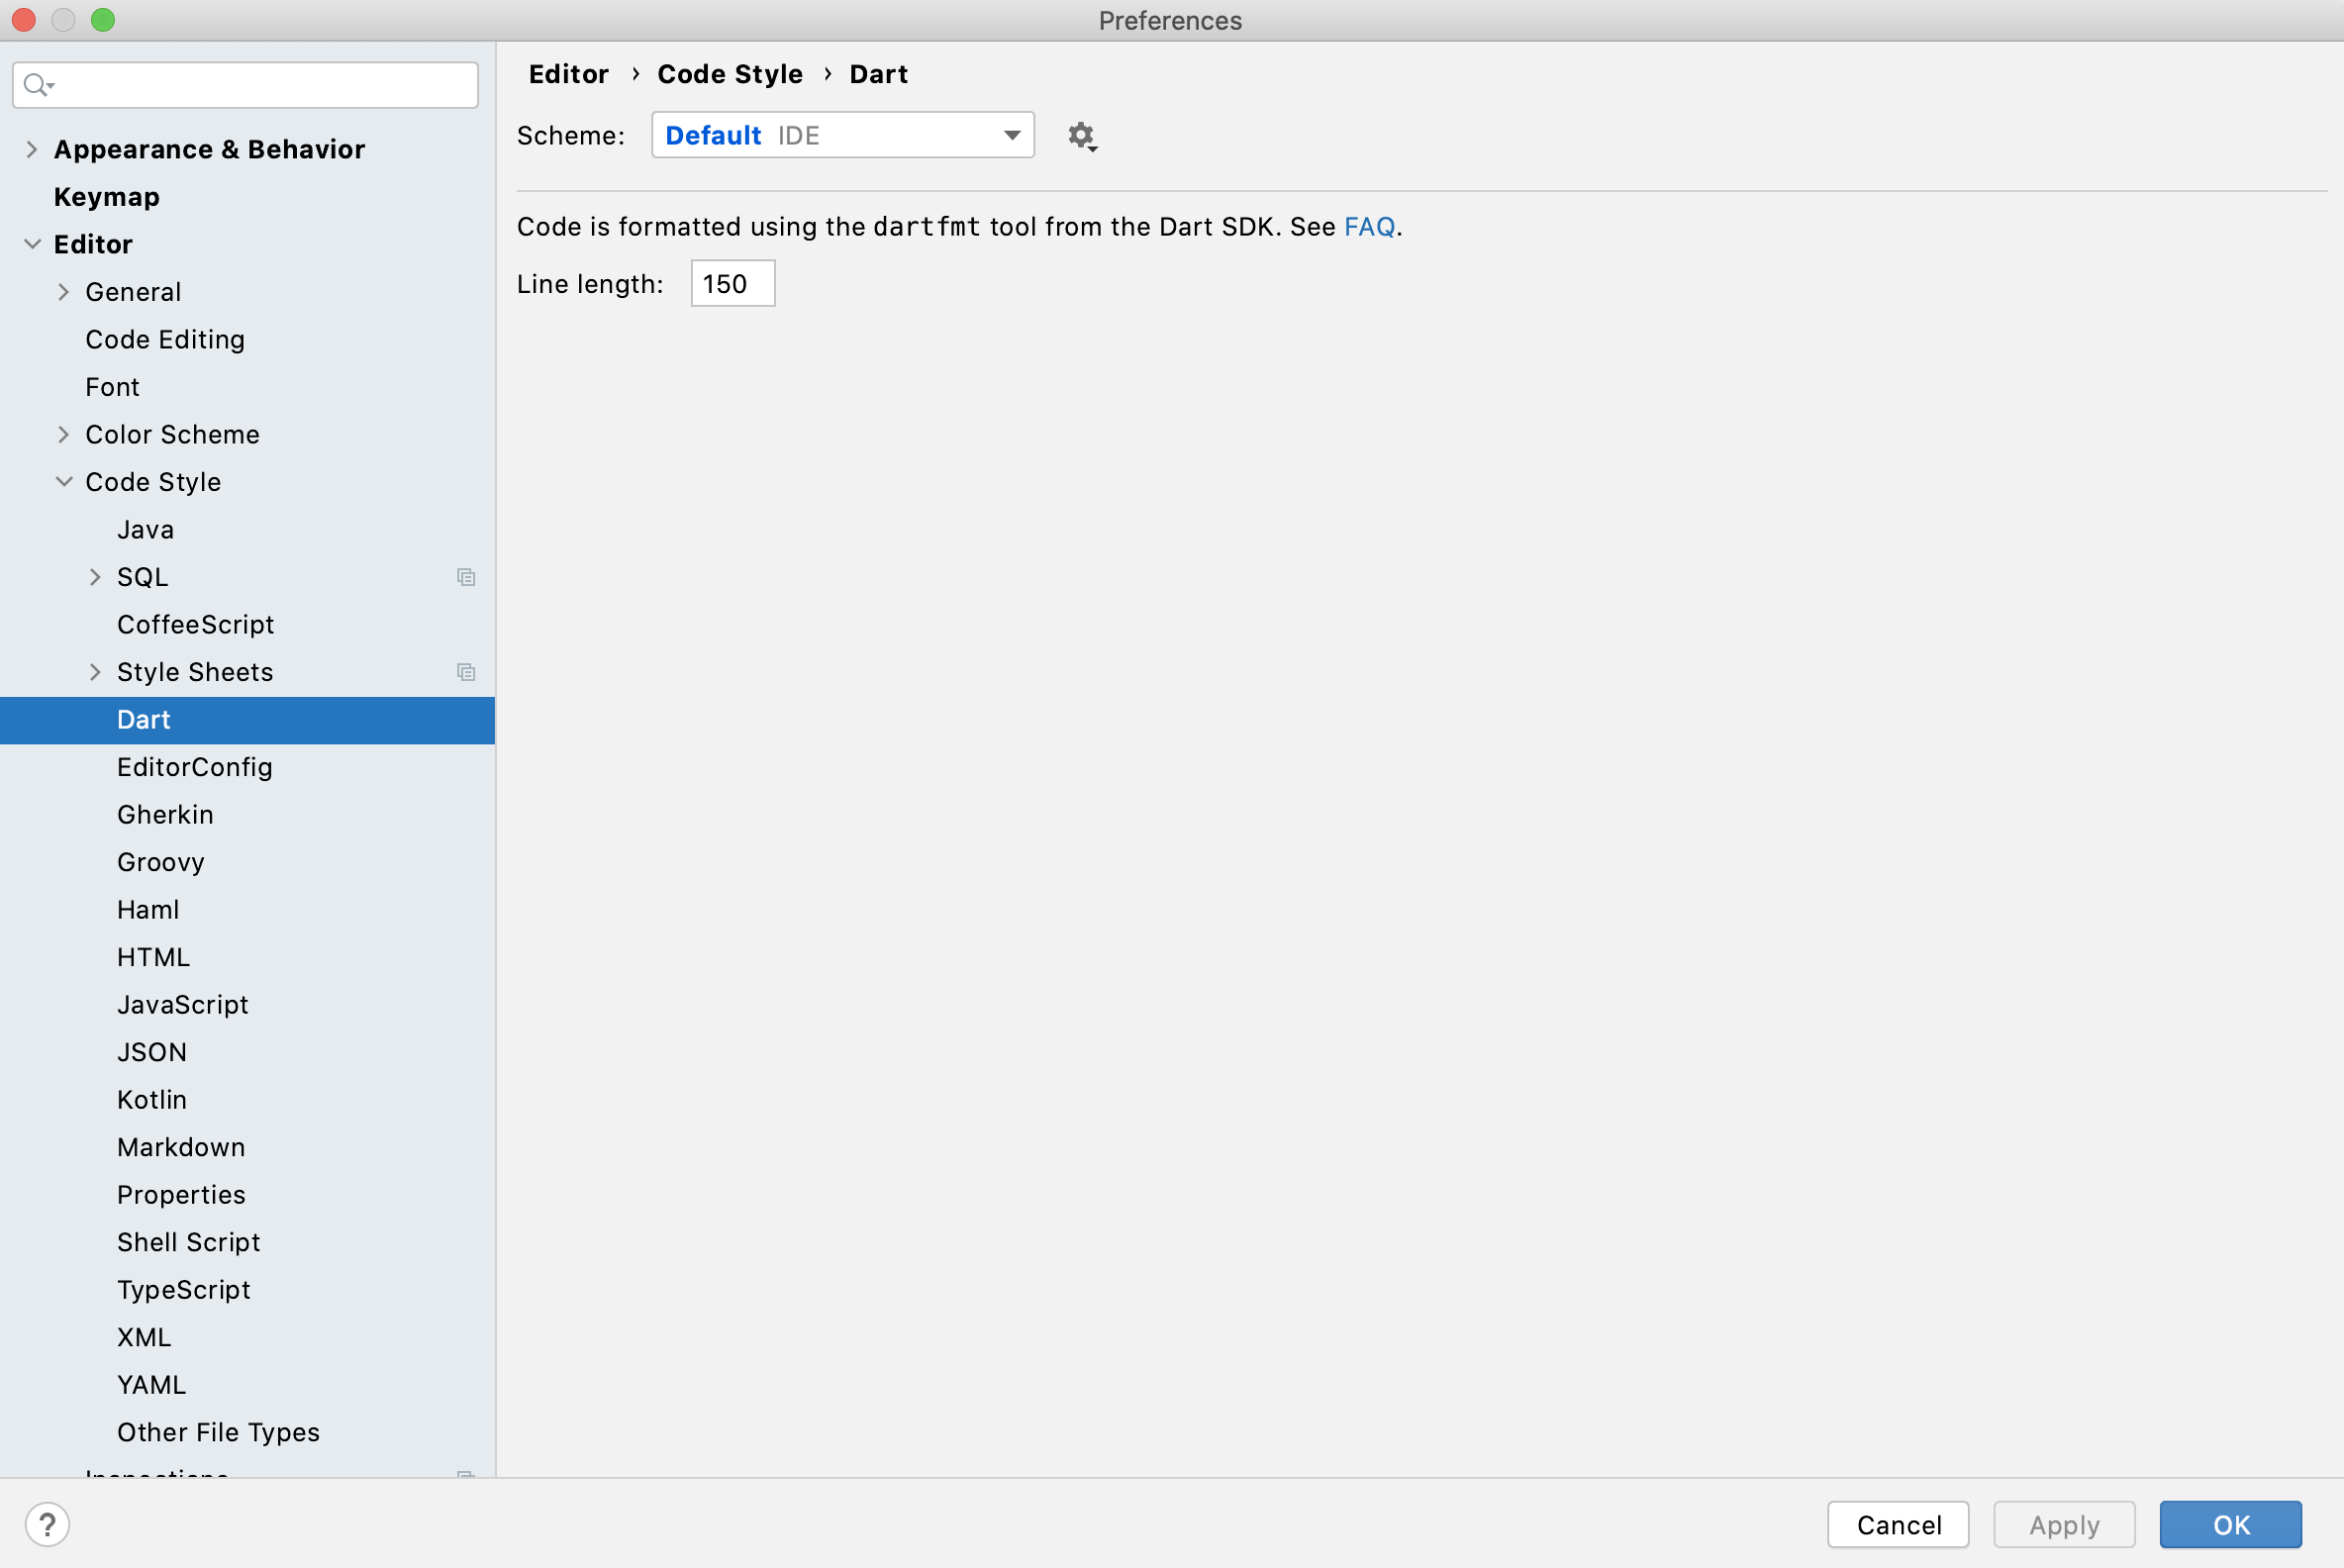 Preferences
Appearance & Behavior
Keymap
Editor
General
Code Editing
Font
Color Scheme
Code Style
Java
SQL
CoffeeScript
Style Sheets
Dart
EditorConfig
Gherkin
Groovy
Haml
HTML
JavaScript
JSON
Kotlin
Markdown
Properties
Shell Script
TypeScript
XML
YAML
Other File Types
Inspections
Editor › Code Style › Dart
Scheme: Default IDE
Code is formatted using the dartfmt tool from the Dart SDK. See FAQ.
Line length: 150
?
Cancel Apply OK